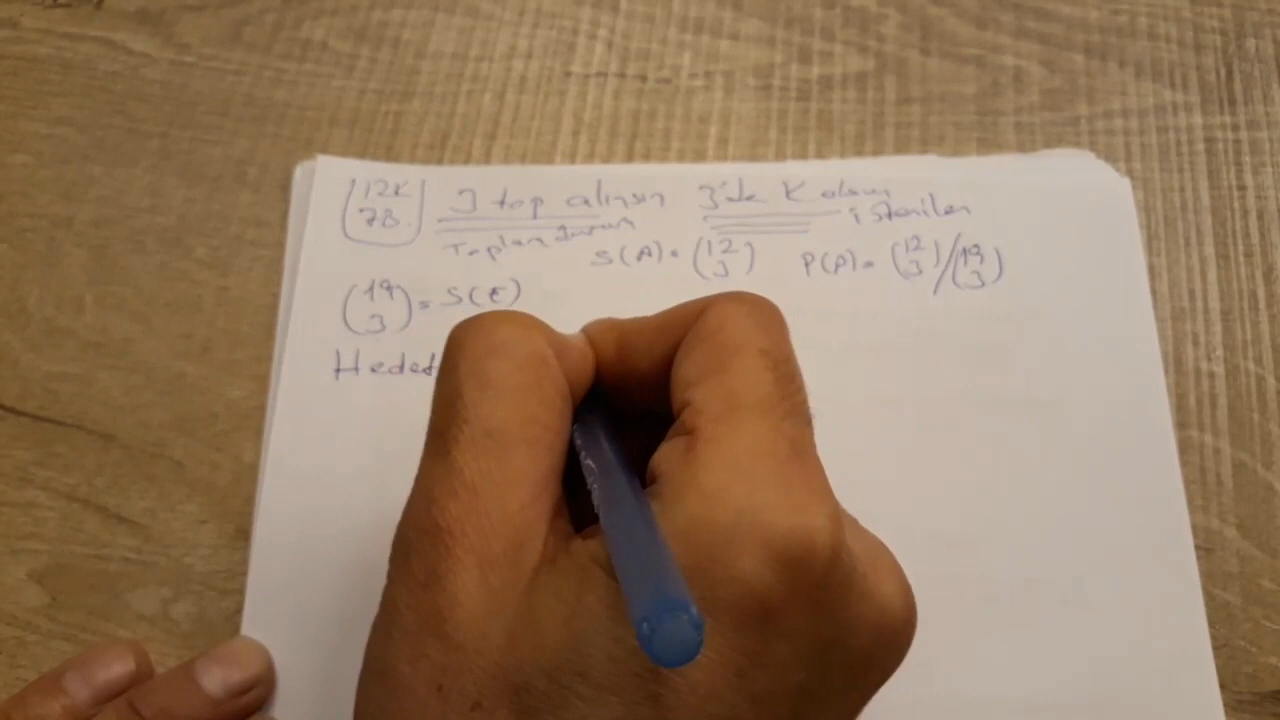 12K 3 top alınsın 3'de K olsun
7B. Toplam durum istenilen
S(A) = (12 3) P(A) = (12 3) / (19 3)
(19 3) = S(E)
Hedef